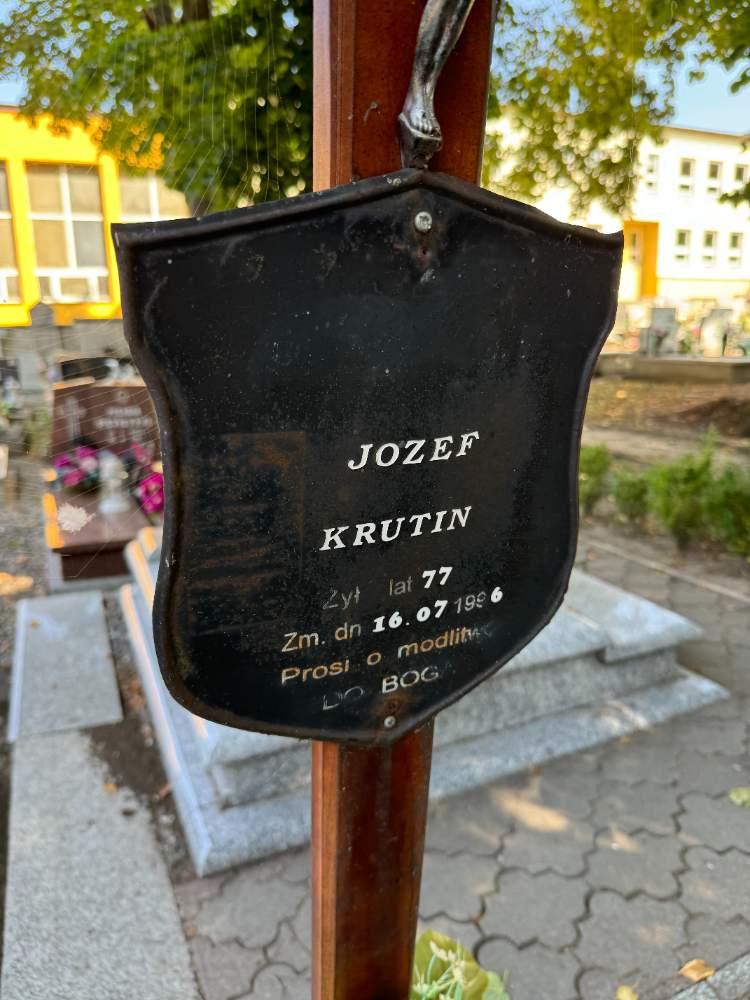 JOZEF
KRUTIN
Żył lat 77
Zm. dn 16.07 1996
Prosi o modlitwę
DO BOGA